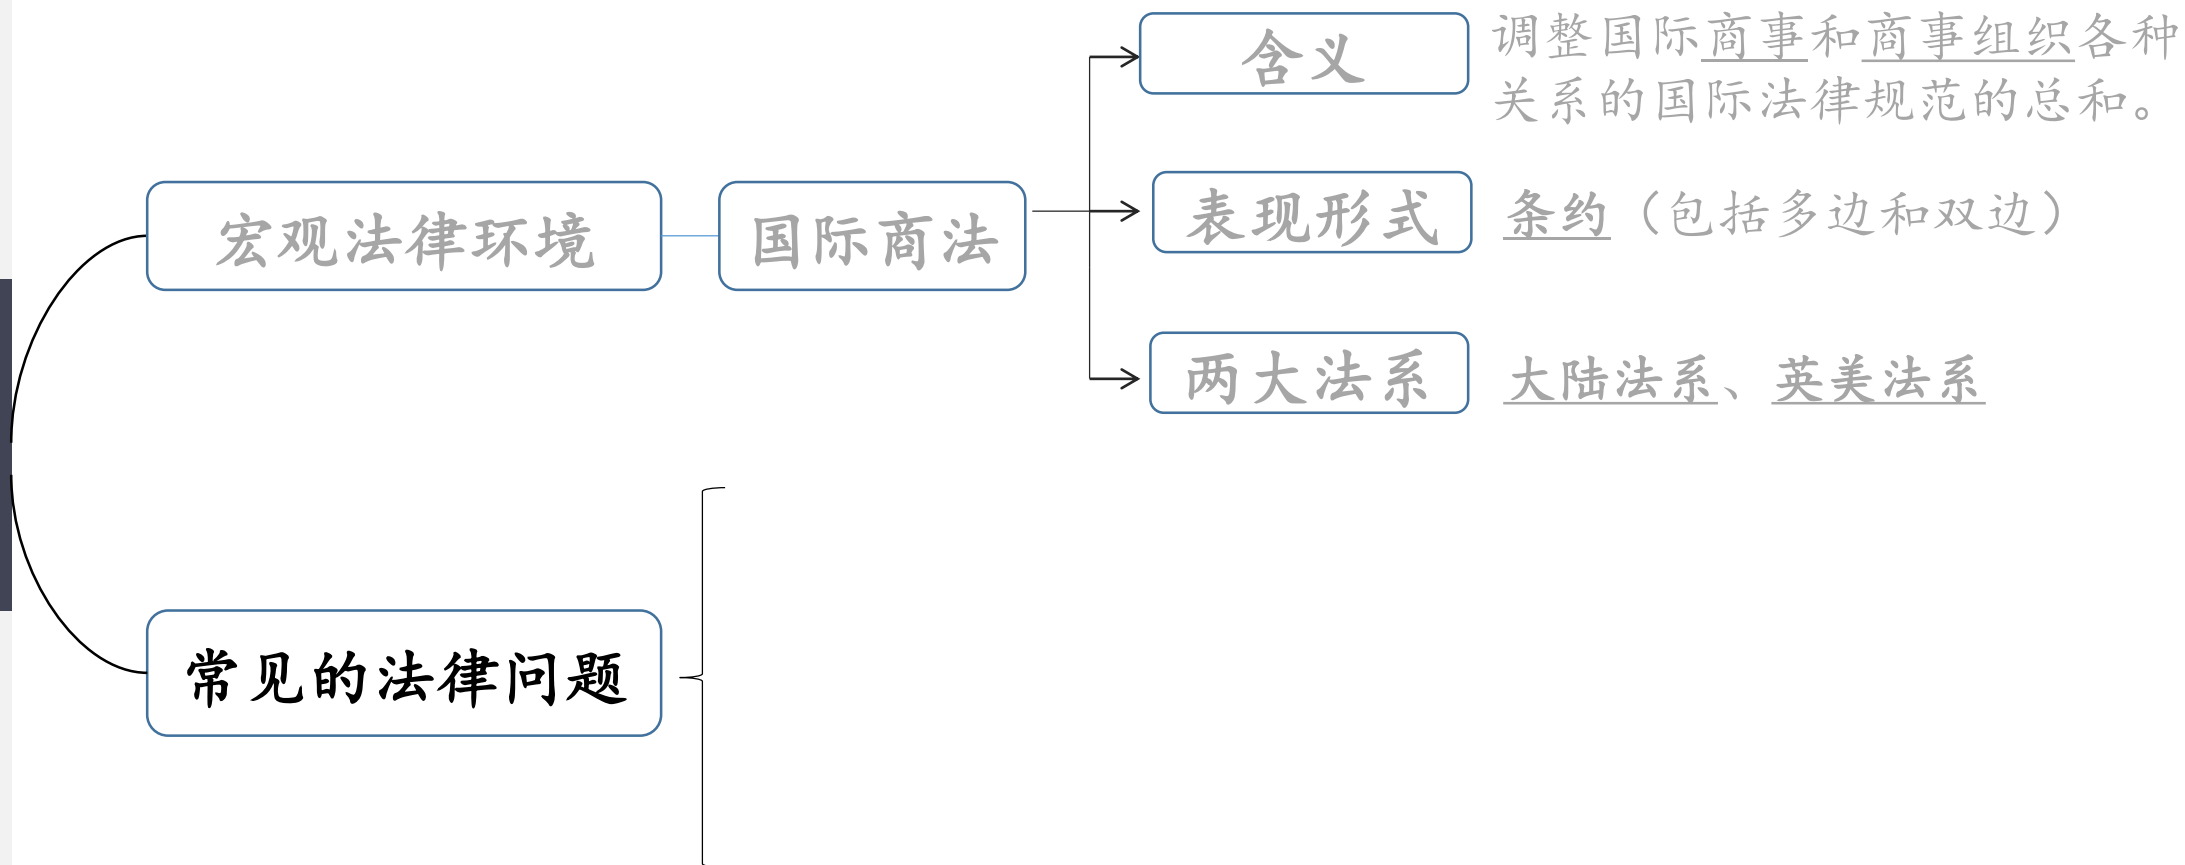 含义
调整国际商事和商事组织各种
关系的国际法律规范的总和。
宏观法律环境
国际商法
表现形式
条约（包括多边和双边）
两大法系
大陆法系、英美法系
常见的法律问题